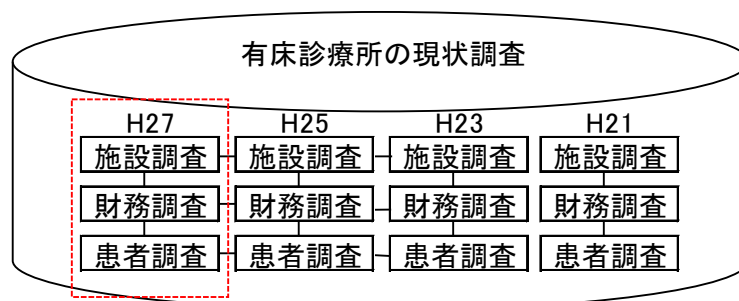 有床診療所の現状調査
H27 H25 H23 H21
施設調査 施設調査 施設調査 施設調査
財務調査 財務調査 財務調査 財務調査
患者調査 患者調査 患者調査 患者調査